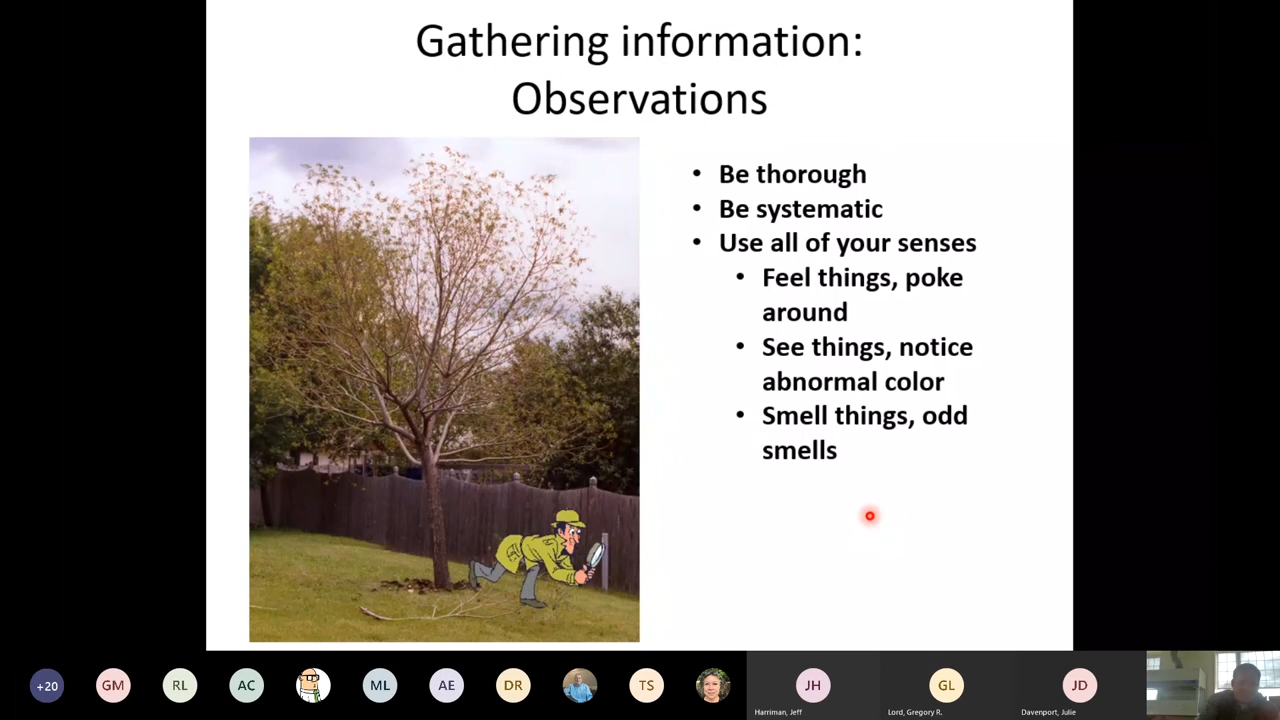 Gathering information:
Observations
• Be thorough
• Be systematic
• Use all of your senses
• Feel things, poke
around
• See things, notice
abnormal color
• Smell things, odd
smells
+20
GM
RL
AC
ML
AE
DR
TS
JH
GL
JD
Harriman, Jeff
Lord, Gregory R.
Davenport, Julie